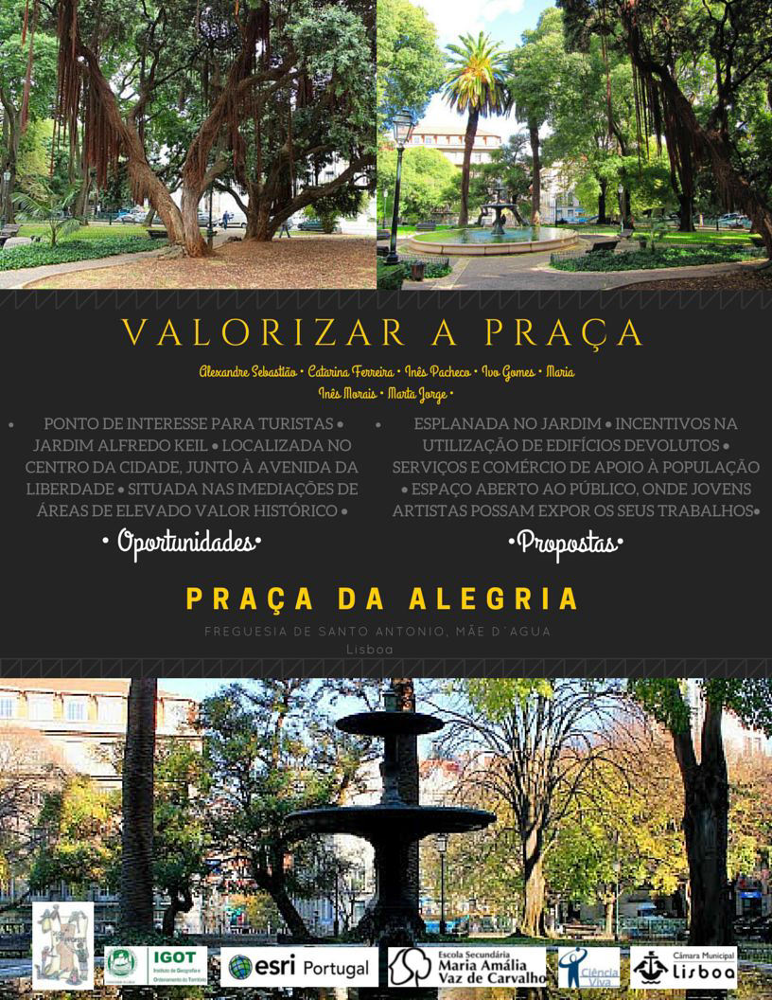 VALORIZAR A PRAÇA
Alexandre Sebastião • Catarina Ferreira • Inês Pacheco • Ivo Gomes • Maria
Inês Morais • Marta Jorge •
• PONTO DE INTERESSE PARA TURISTAS •
JARDIM ALFREDO KEIL • LOCALIZADA NO
CENTRO DA CIDADE, JUNTO À AVENIDA DA
LIBERDADE • SITUADA NAS IMEDIAÇÕES DE
ÁREAS DE ELEVADO VALOR HISTÓRICO •
• Oportunidades•
• ESPLANADA NO JARDIM • INCENTIVOS NA
UTILIZAÇÃO DE EDIFÍCIOS DEVOLUTOS •
SERVIÇOS E COMÉRCIO DE APOIO À POPULAÇÃO
• ESPAÇO ABERTO AO PÚBLICO, ONDE JOVENS
ARTISTAS POSSAM EXPOR OS SEUS TRABALHOS•
•Propostas•
PRAÇA DA ALEGRIA
FREGUESIA DE SANTO ANTONIO, MÃE D'AGUA
Lisboa
IGOT
Instituto de Geografia e
Ordenamento do Território
esri Portugal
Escola Secundária
Maria Amália
Vaz de Carvalho
Ciência
Viva
Câmara Municipal
Lisboa